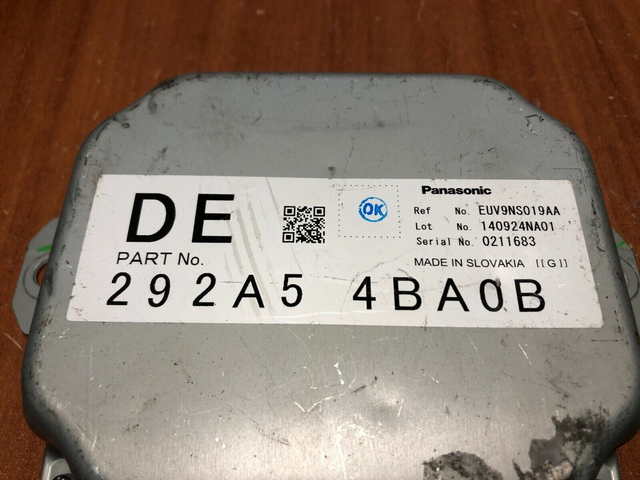 DE
PART No.
292A5 4BA0B
OK
Panasonic
Ref No. EUV9NS019AA
Lot No. 140924NA01
Serial No. 0211683
MADE IN SLOVAKIA [[G]]